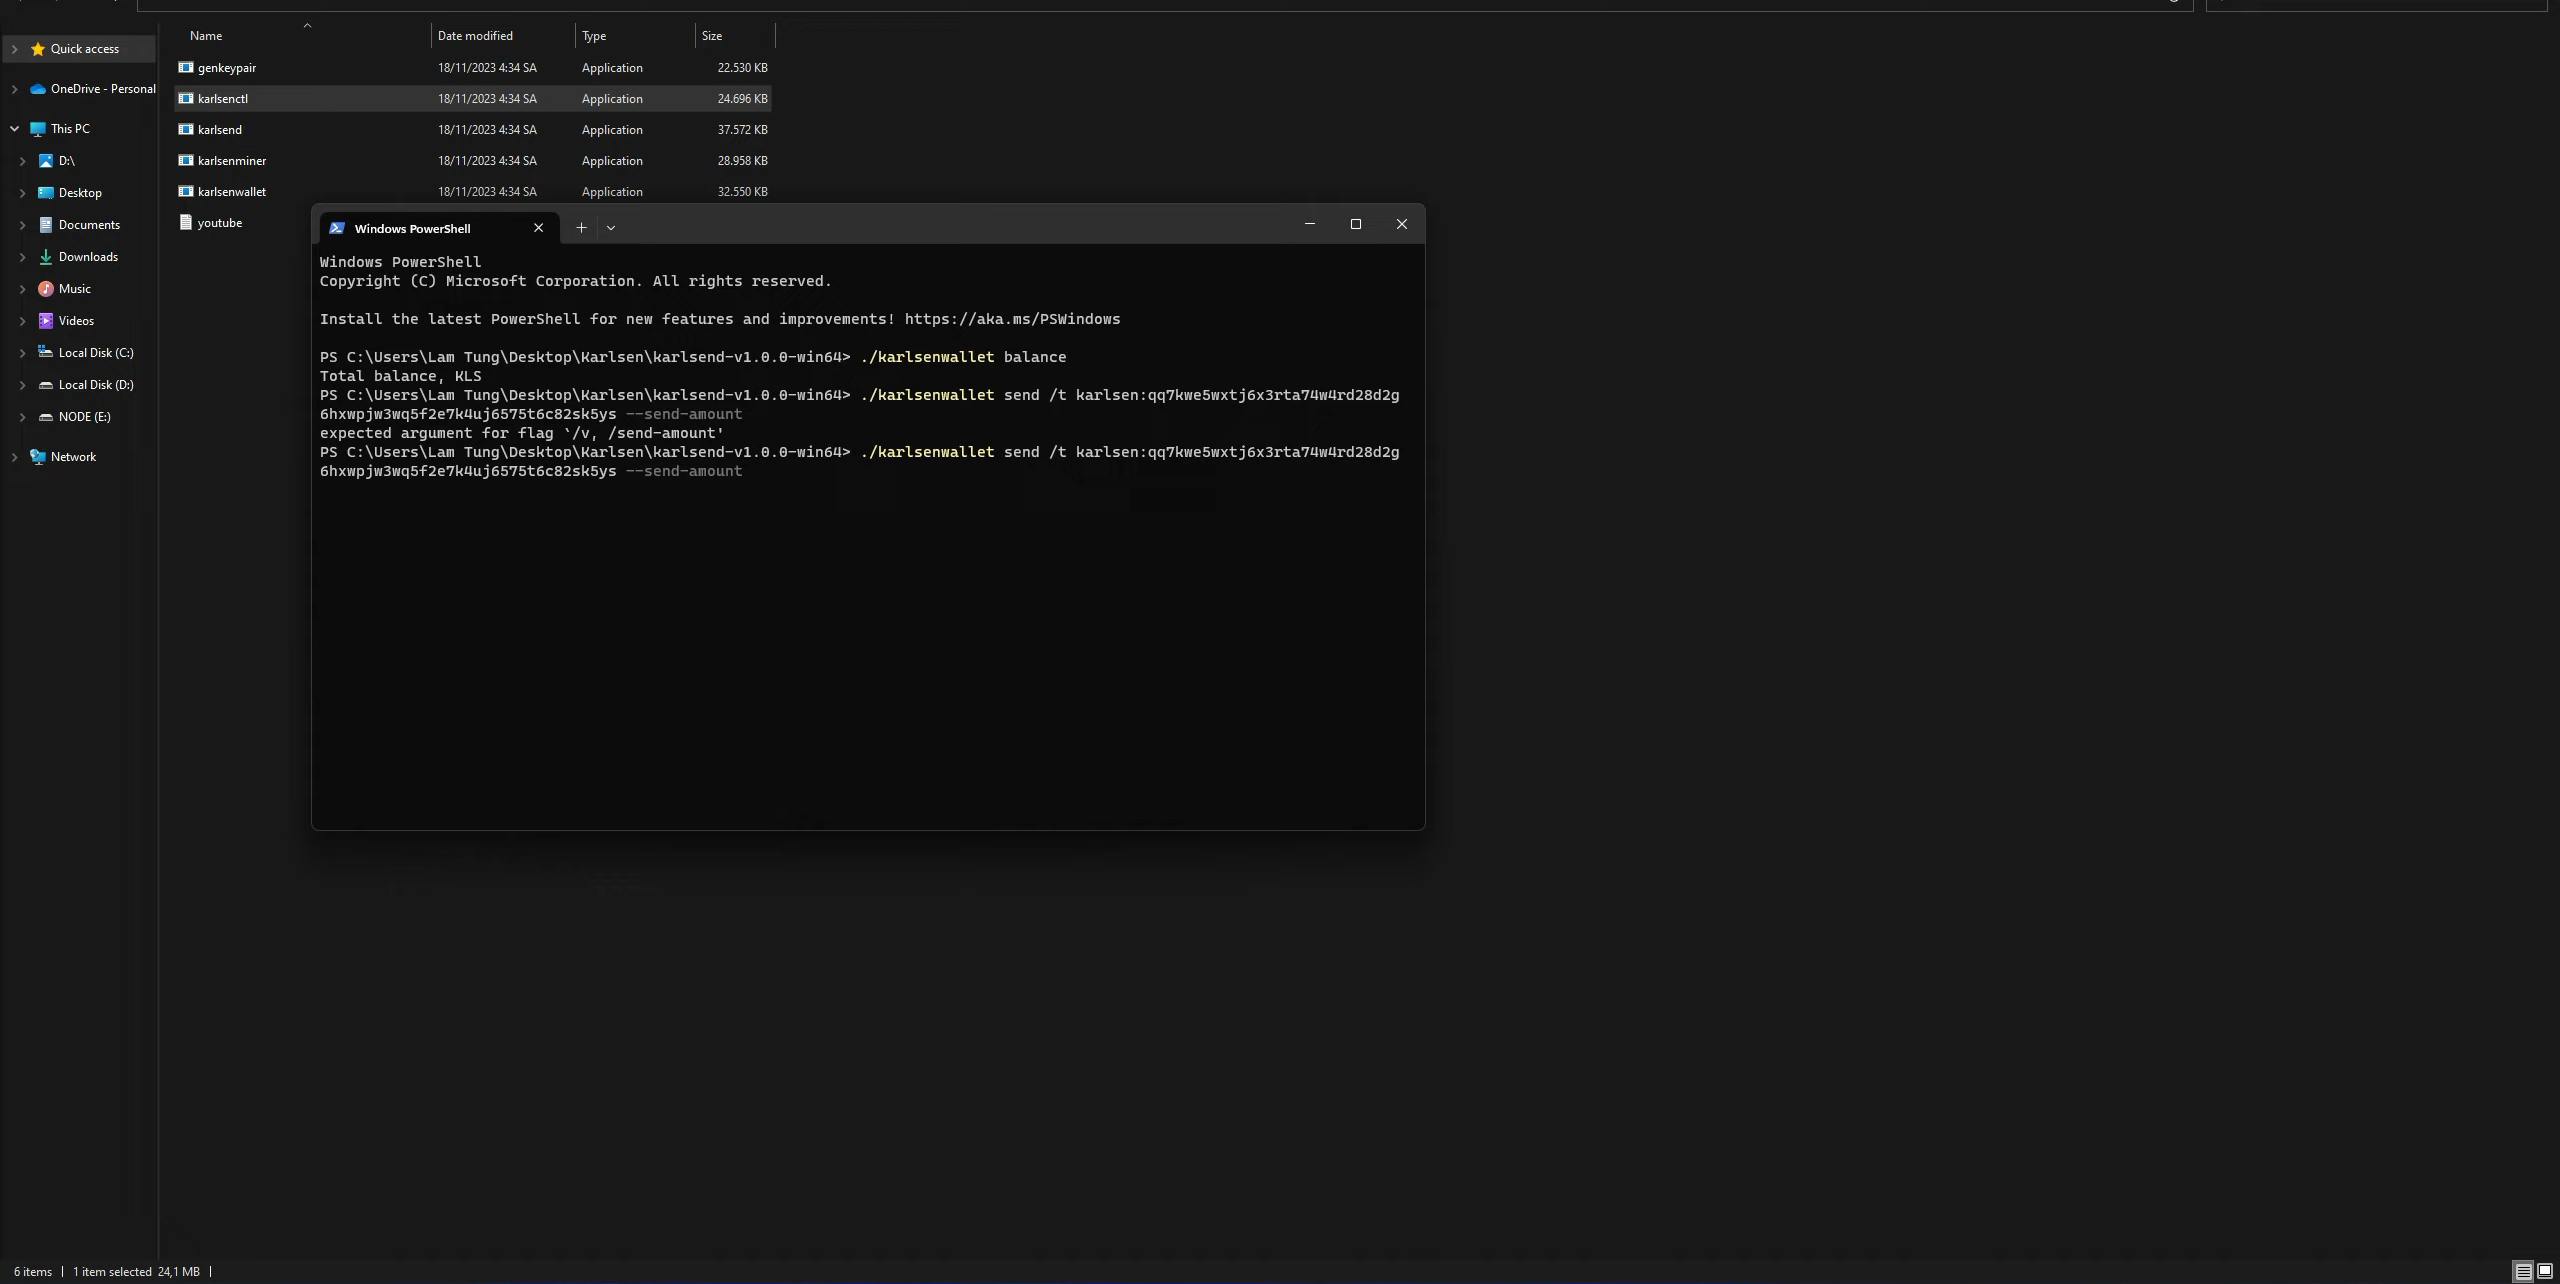 Name Date modified Type Size
Quick access
OneDrive - Personal
This PC
D:\
Desktop
Documents
Downloads
Music
Videos
Local Disk (C:)
Local Disk (D:)
NODE (E:)
Network
genkeypair 18/11/2023 4:34 SA Application 22.530 KB
karlsenctl 18/11/2023 4:34 SA Application 24.696 KB
karlsend 18/11/2023 4:34 SA Application 37.572 KB
karlsenminer 18/11/2023 4:34 SA Application 28.958 KB
karlsenwallet 18/11/2023 4:34 SA Application 32.550 KB
youtube
Windows PowerShell
Windows PowerShell
Copyright (C) Microsoft Corporation. All rights reserved.
Install the latest PowerShell for new features and improvements! https://aka.ms/PSWindows
PS C:\Users\Lam Tung\Desktop\Karlsen\karlsend-v1.0.0-win64> ./karlsenwallet balance
Total balance, KLS
PS C:\Users\Lam Tung\Desktop\Karlsen\karlsend-v1.0.0-win64> ./karlsenwallet send /t karlsen:qq7kwe5wxtj6x3rta74w4rd28d2g
6hxwpjw3wq5f2e7k4uj6575t6c82sk5ys --send-amount
expected argument for flag `/v, /send-amount'
PS C:\Users\Lam Tung\Desktop\Karlsen\karlsend-v1.0.0-win64> ./karlsenwallet send /t karlsen:qq7kwe5wxtj6x3rta74w4rd28d2g
6hxwpjw3wq5f2e7k4uj6575t6c82sk5ys --send-amount
6 items | 1 item selected 24,1 MB |